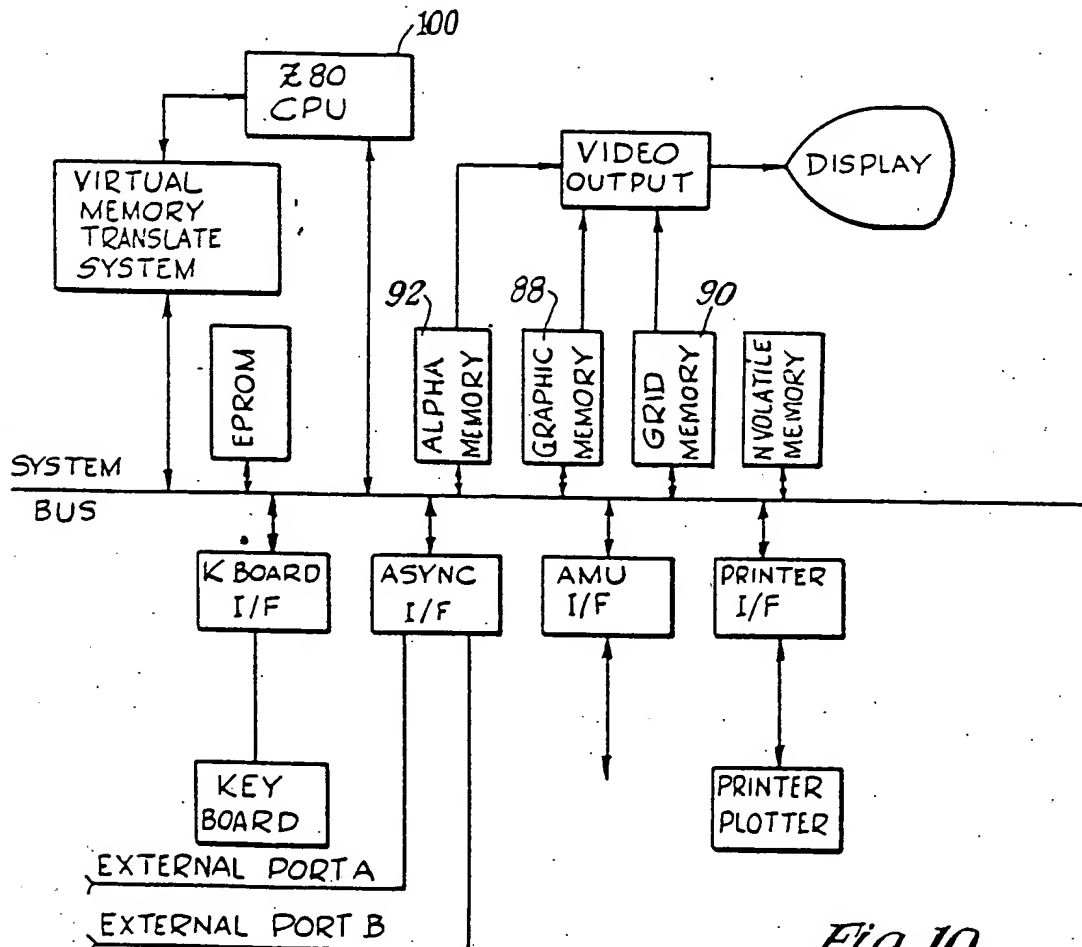 100
Z80
CPU
VIRTUAL
MEMORY
TRANSLATE
SYSTEM
VIDEO
OUTPUT
DISPLAY
92
88
90
EPROM
ALPHA
MEMORY
GRAPHIC
MEMORY
GRID
MEMORY
NVOLATILE
MEMORY
SYSTEM
BUS
K BOARD
I/F
ASYNC
I/F
AMU
I/F
PRINTER
I/F
KEY
BOARD
PRINTER
PLOTTER
EXTERNAL PORT A
EXTERNAL PORT B
Fig. 10